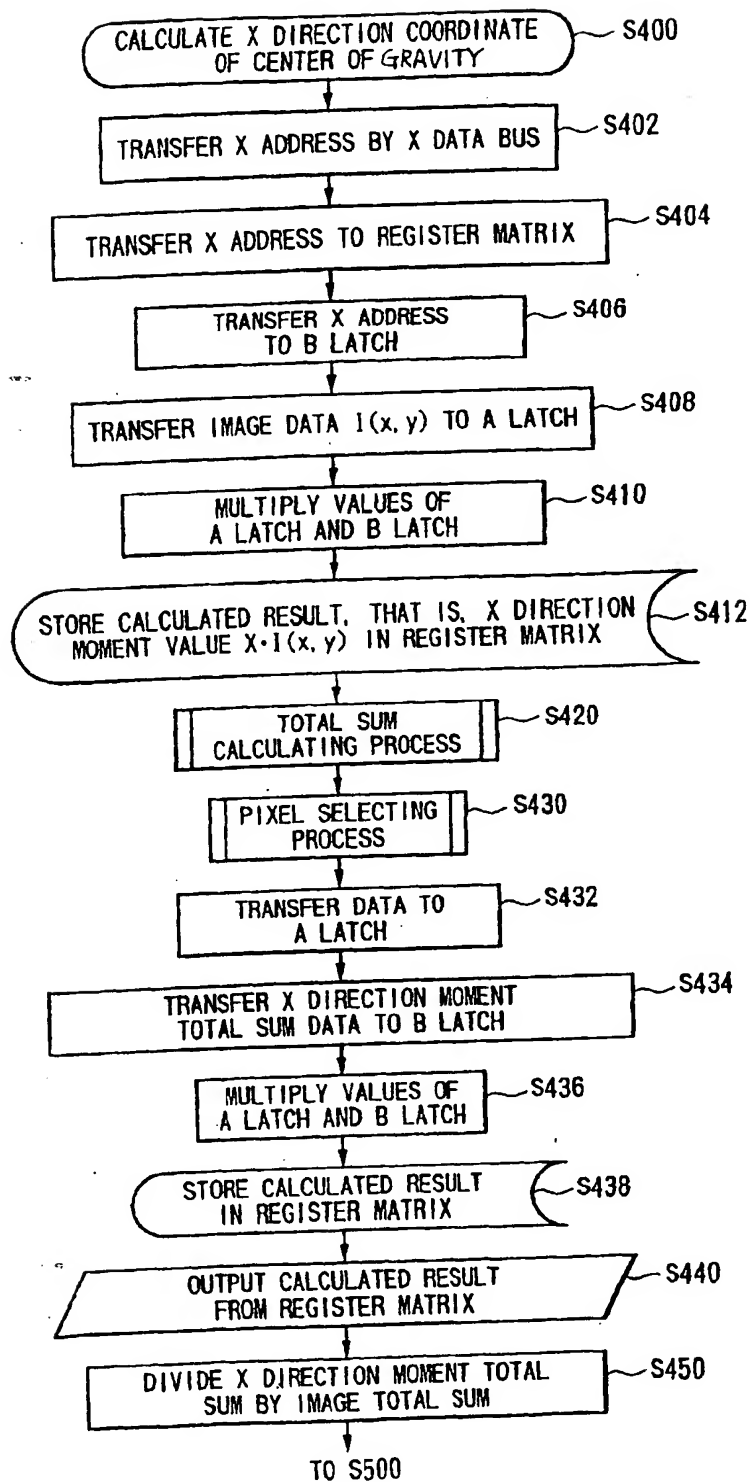 CALCULATE X DIRECTION COORDINATE
OF CENTER OF GRAVITY
S400
TRANSFER X ADDRESS BY X DATA BUS
S402
TRANSFER X ADDRESS TO REGISTER MATRIX
S404
TRANSFER X ADDRESS
TO B LATCH
S406
TRANSFER IMAGE DATA I(x, y) TO A LATCH
S408
MULTIPLY VALUES OF
A LATCH AND B LATCH
S410
STORE CALCULATED RESULT, THAT IS, X DIRECTION
MOMENT VALUE X·I(x, y) IN REGISTER MATRIX
S412
TOTAL SUM
CALCULATING PROCESS
S420
PIXEL SELECTING
PROCESS
S430
TRANSFER DATA TO
A LATCH
S432
TRANSFER X DIRECTION MOMENT
TOTAL SUM DATA TO B LATCH
S434
MULTIPLY VALUES OF
A LATCH AND B LATCH
S436
STORE CALCULATED RESULT
IN REGISTER MATRIX
S438
OUTPUT CALCULATED RESULT
FROM REGISTER MATRIX
S440
DIVIDE X DIRECTION MOMENT TOTAL
SUM BY IMAGE TOTAL SUM
S450
TO S500